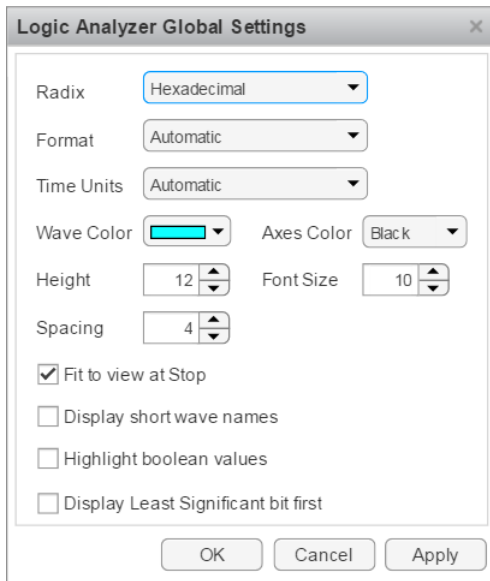 Logic Analyzer Global Settings
Radix Hexadecimal
Format Automatic
Time Units Automatic
Wave Color Axes Color Black
Height 12 Font Size 10
Spacing 4
Fit to view at Stop
Display short wave names
Highlight boolean values
Display Least Significant bit first
OK Cancel Apply